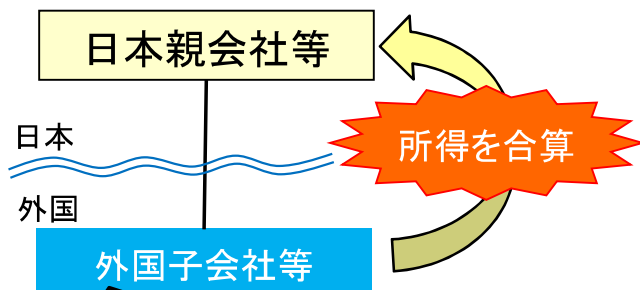 日本親会社等
日本
所得を合算
外国
外国子会社等